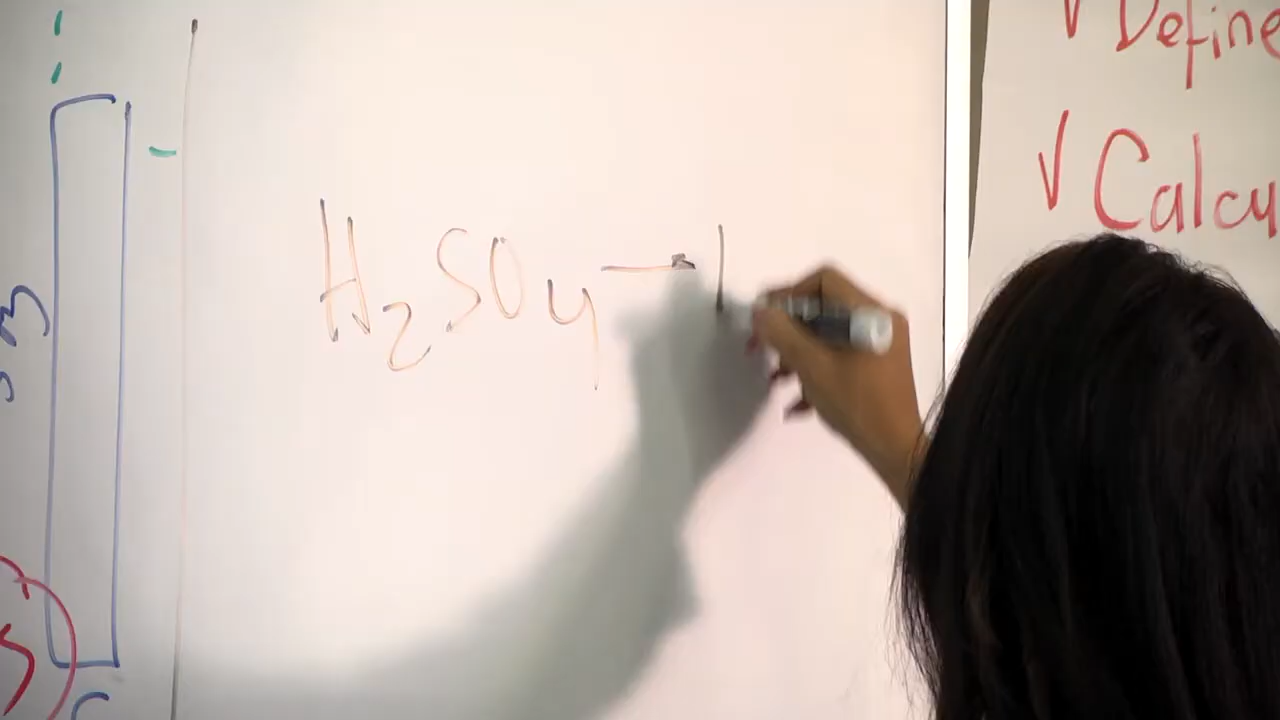 H₂SO₄ →
√ Define
√ Calcu